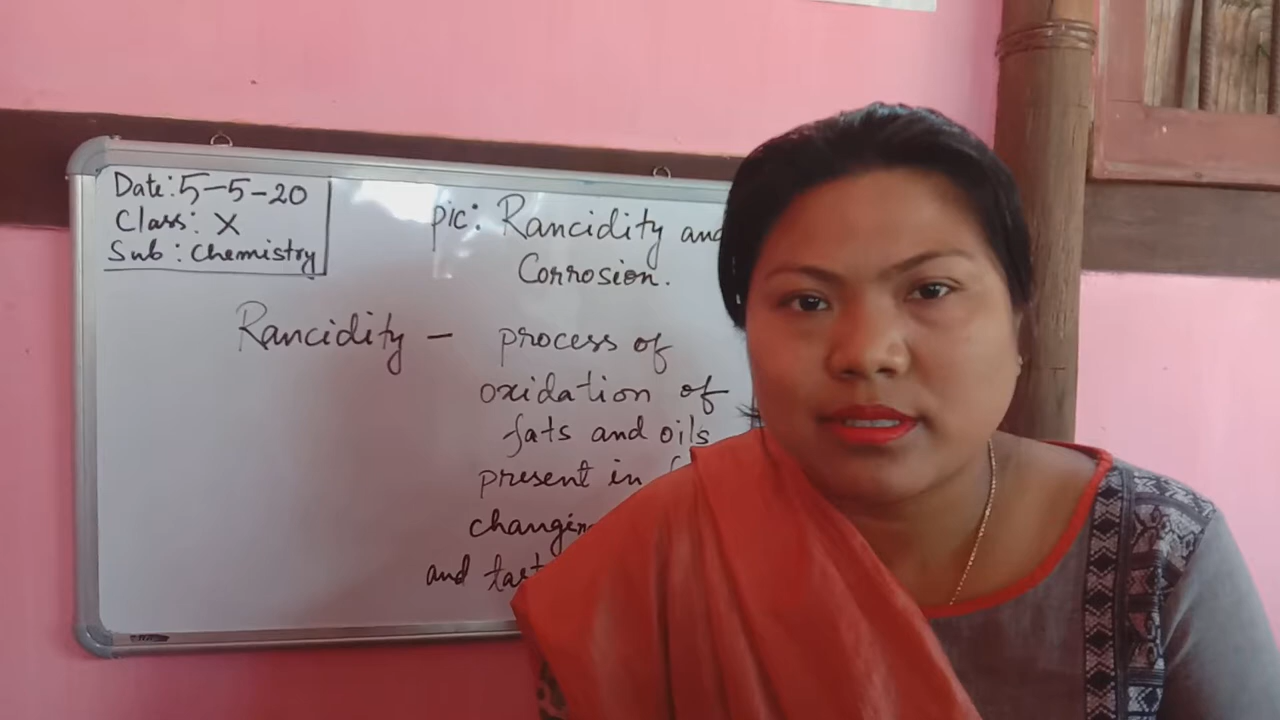 Date: 5-5-20
Class: X
Sub: Chemistry
pic: Rancidity and
Corrosion.
Rancidity - process of
oxidation of
fats and oils
present in
and